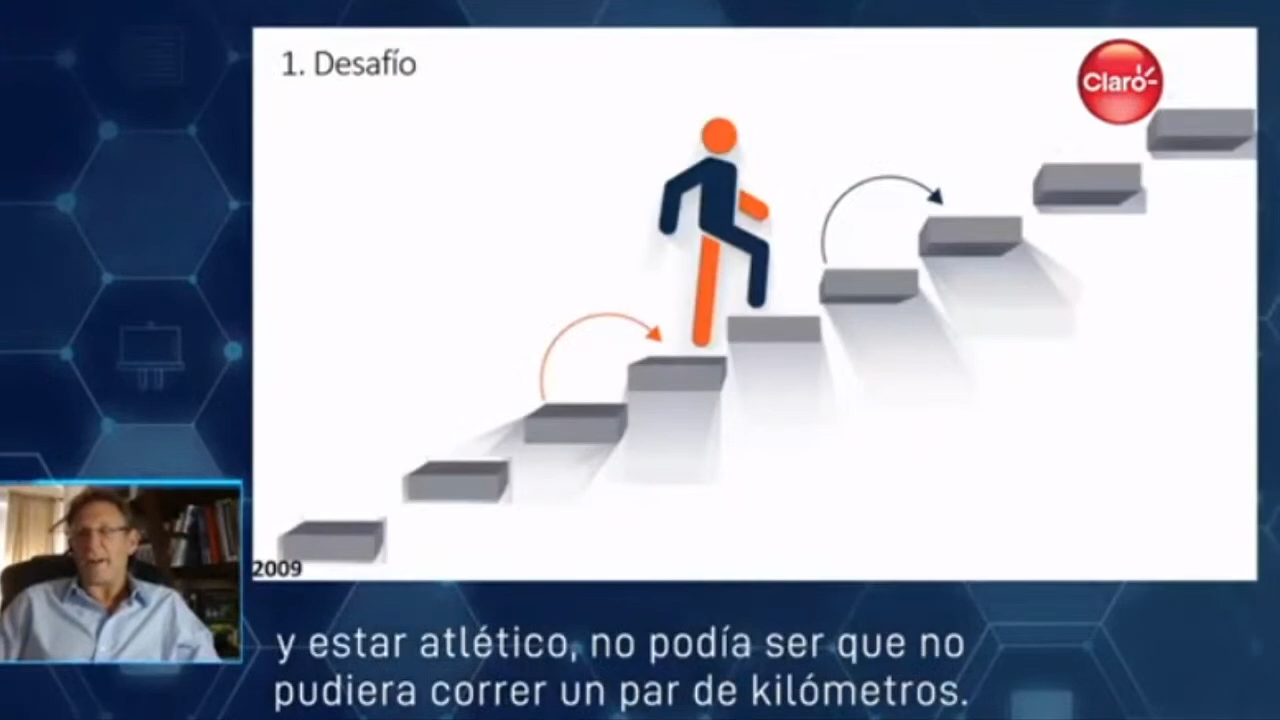 1. Desafío
Claro-
2009
y estar atlético, no podía ser que no
pudiera correr un par de kilómetros.